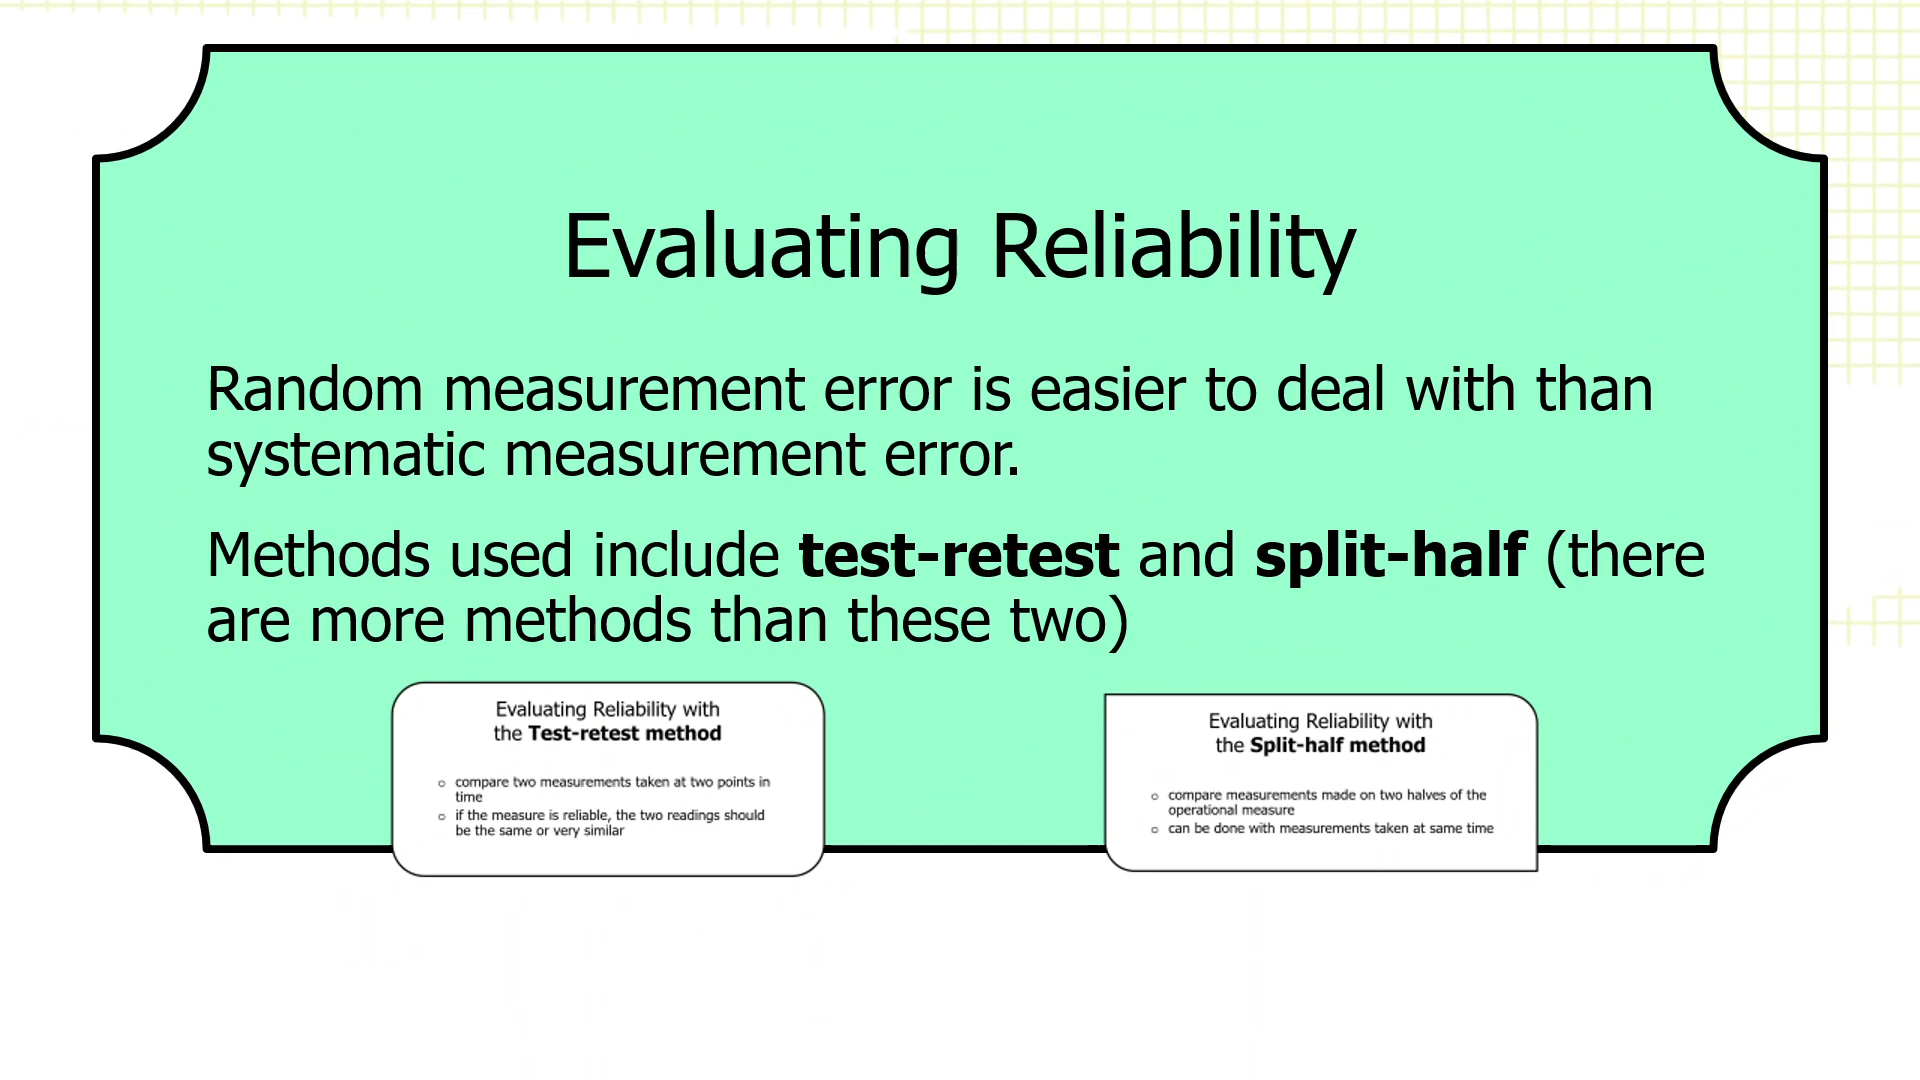 Evaluating Reliability
Random measurement error is easier to deal with than
systematic measurement error.
Methods used include test-retest and split-half (there
are more methods than these two)
Evaluating Reliability with
the Test-retest method
○ compare two measurements taken at two points in
time
○ if the measure is reliable, the two readings should
be the same or very similar
Evaluating Reliability with
the Split-half method
○ compare measurements made on two halves of the
operational measure
○ can be done with measurements taken at same time